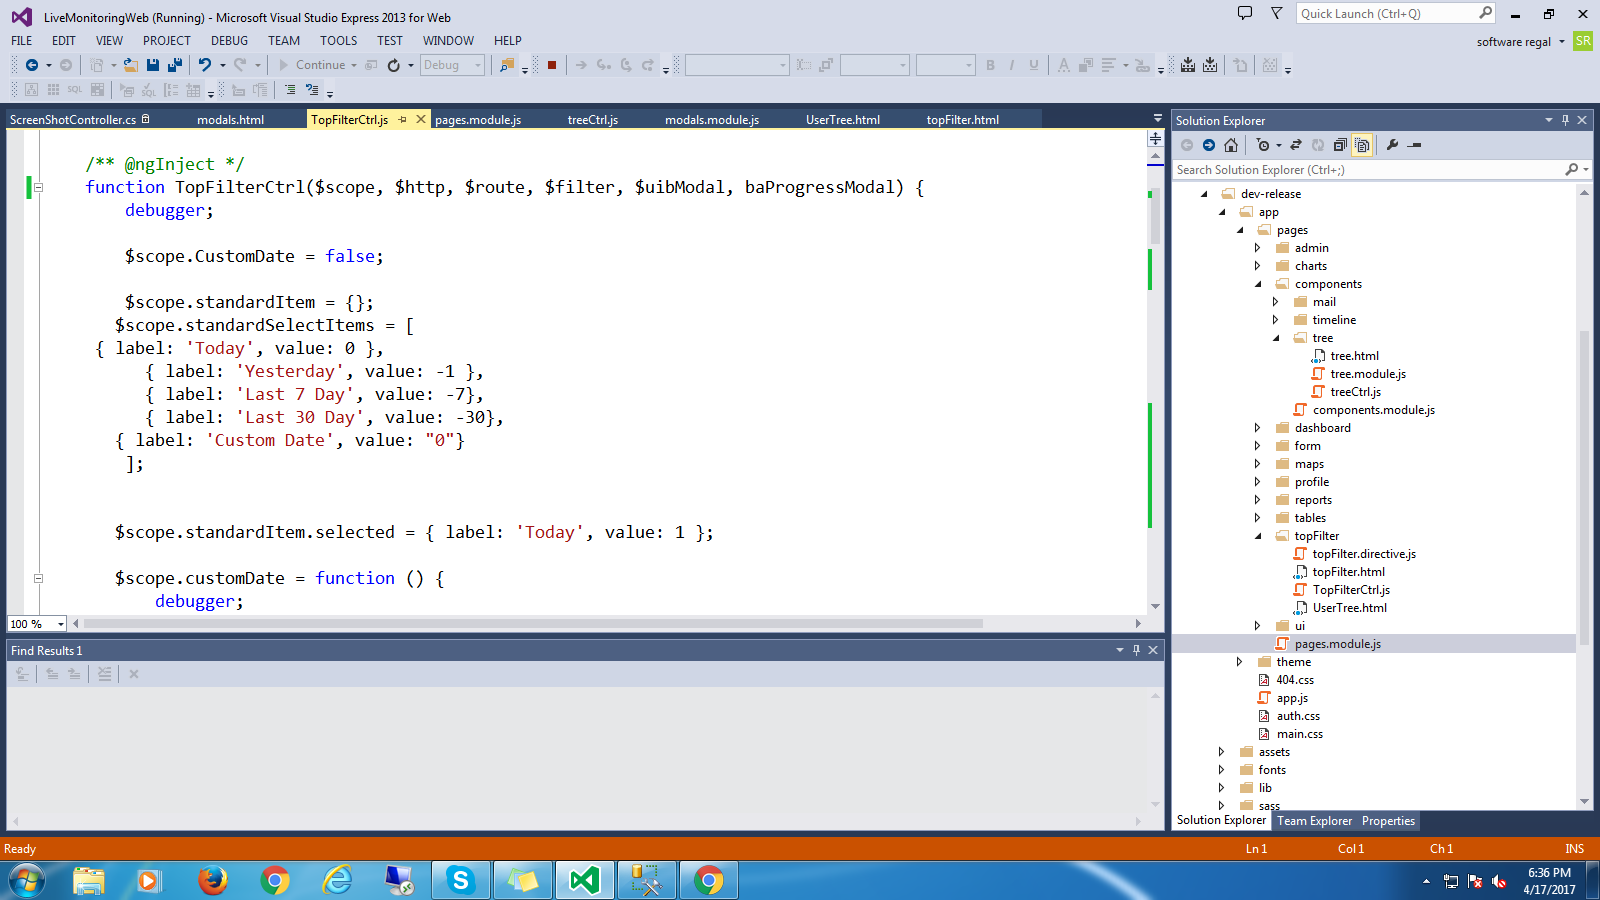 LiveMonitoringWeb (Running) - Microsoft Visual Studio Express 2013 for Web
Quick Launch (Ctrl+Q)
FILE EDIT VIEW PROJECT DEBUG TEAM TOOLS TEST WINDOW HELP
software regal SR
Continue Debug
SQL SQL
ScreenShotController.cs modals.html TopFilterCtrl.js pages.module.js treeCtrl.js modals.module.js UserTree.html topFilter.html
/** @ngInject */
function TopFilterCtrl($scope, $http, $route, $filter, $uibModal, baProgressModal) {
debugger;
$scope.CustomDate = false;
$scope.standardItem = {};
$scope.standardSelectItems = [
{ label: 'Today', value: 0 },
{ label: 'Yesterday', value: -1 },
{ label: 'Last 7 Day', value: -7},
{ label: 'Last 30 Day', value: -30},
{ label: 'Custom Date', value: "0"}
];
$scope.standardItem.selected = { label: 'Today', value: 1 };
$scope.customDate = function () {
debugger;
100 %
Find Results 1
Solution Explorer
Search Solution Explorer (Ctrl+;)
dev-release
app
pages
admin
charts
components
mail
timeline
tree
tree.html
tree.module.js
treeCtrl.js
components.module.js
dashboard
form
maps
profile
reports
tables
topFilter
topFilter.directive.js
topFilter.html
TopFilterCtrl.js
UserTree.html
ui
pages.module.js
theme
404.css
app.js
auth.css
main.css
assets
fonts
lib
sass
Solution Explorer Team Explorer Properties
Ready Ln 1 Col 1 Ch 1 INS
6:36 PM
4/17/2017